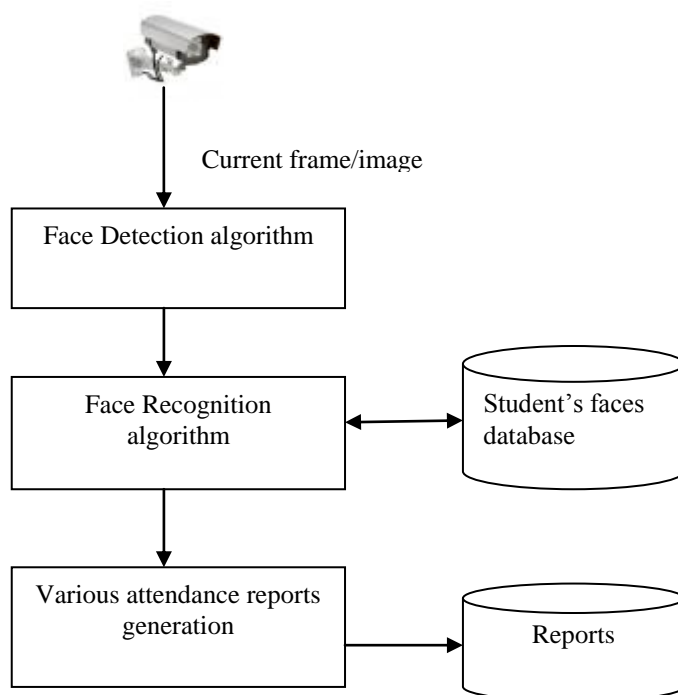 Current frame/image
Face Detection algorithm
Face Recognition
algorithm
Student’s faces
database
Various attendance reports
generation
Reports